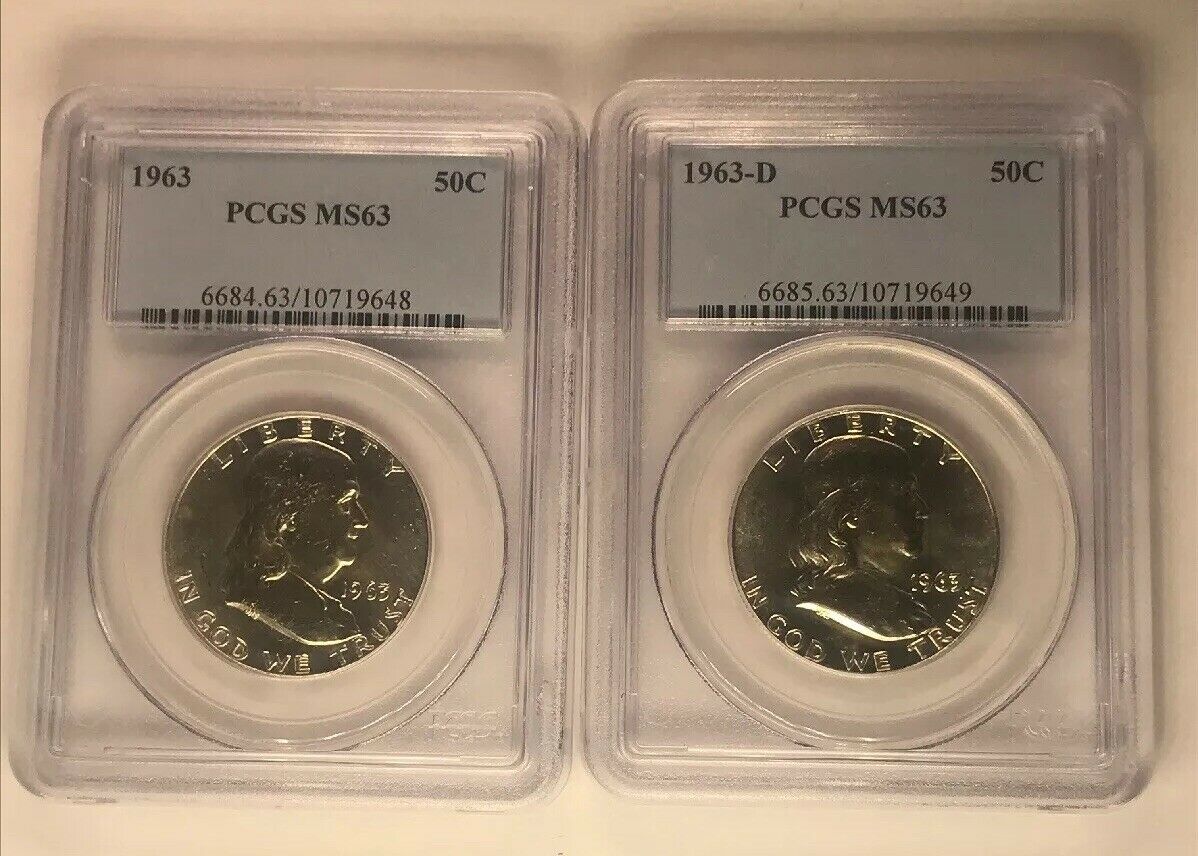 1963 50C
PCGS MS63
6684.63/10719648
LIBERTY
1963
IN GOD WE TRUST
1963-D 50C
PCGS MS63
6685.63/10719649
LIBERTY
1963
IN GOD WE TRUST